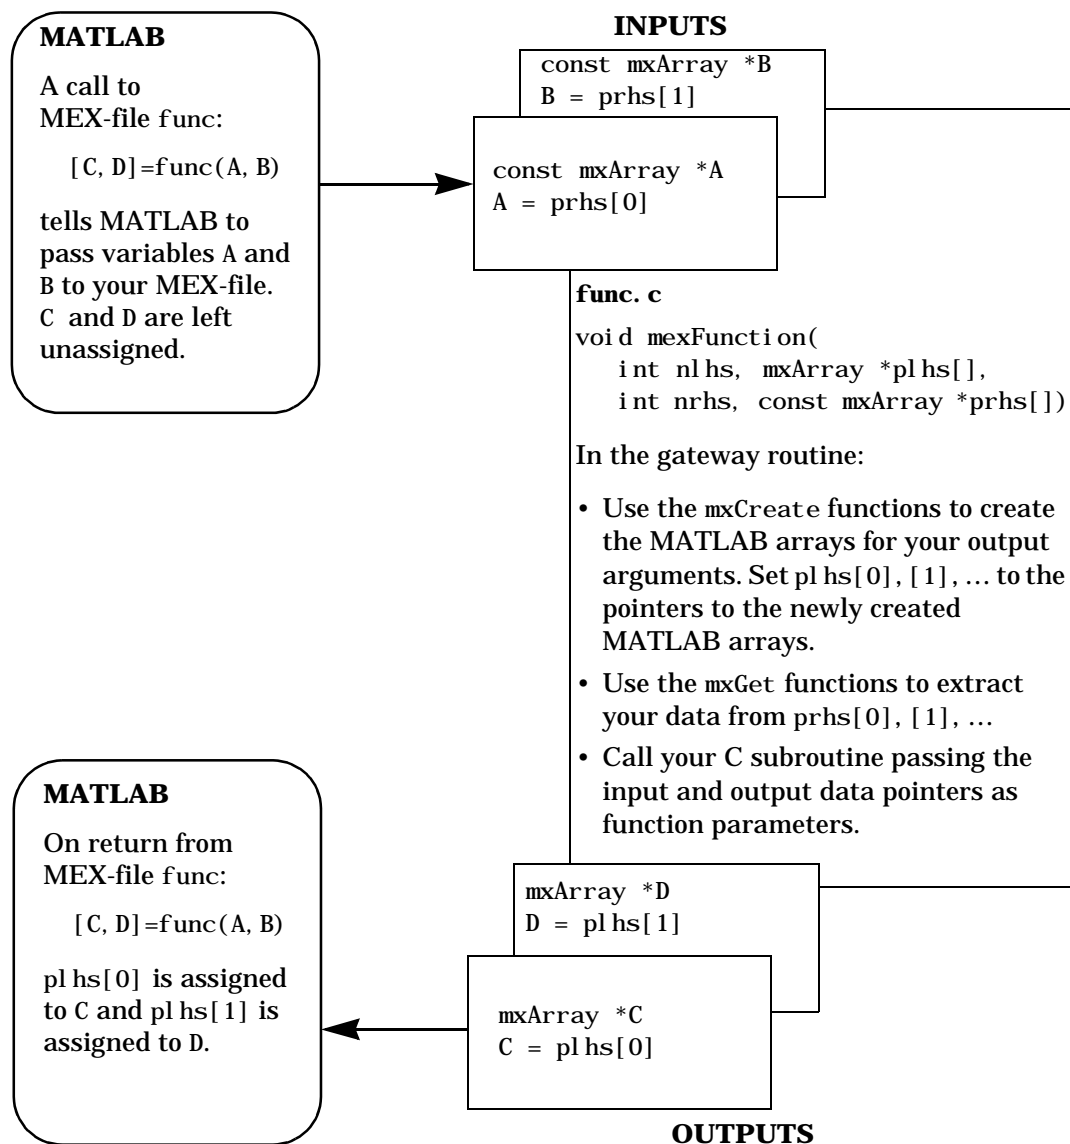 MATLAB
A call to
MEX-file func:
[C, D]=func(A, B)
tells MATLAB to
pass variables A and
B to your MEX-file.
C and D are left
unassigned.
INPUTS
const mxArray *B
B = prhs[1]
const mxArray *A
A = prhs[0]
func.c
void mexFunction(
int nlhs, mxArray *plhs[],
int nrhs, const mxArray *prhs[])
In the gateway routine:
• Use the mxCreate functions to create
the MATLAB arrays for your output
arguments. Set plhs[0], [1], … to the
pointers to the newly created
MATLAB arrays.
• Use the mxGet functions to extract
your data from prhs[0], [1], …
• Call your C subroutine passing the
input and output data pointers as
function parameters.
MATLAB
On return from
MEX-file func:
[C, D]=func(A, B)
plhs[0] is assigned
to C and plhs[1] is
assigned to D.
mxArray *D
D = plhs[1]
mxArray *C
C = plhs[0]
OUTPUTS